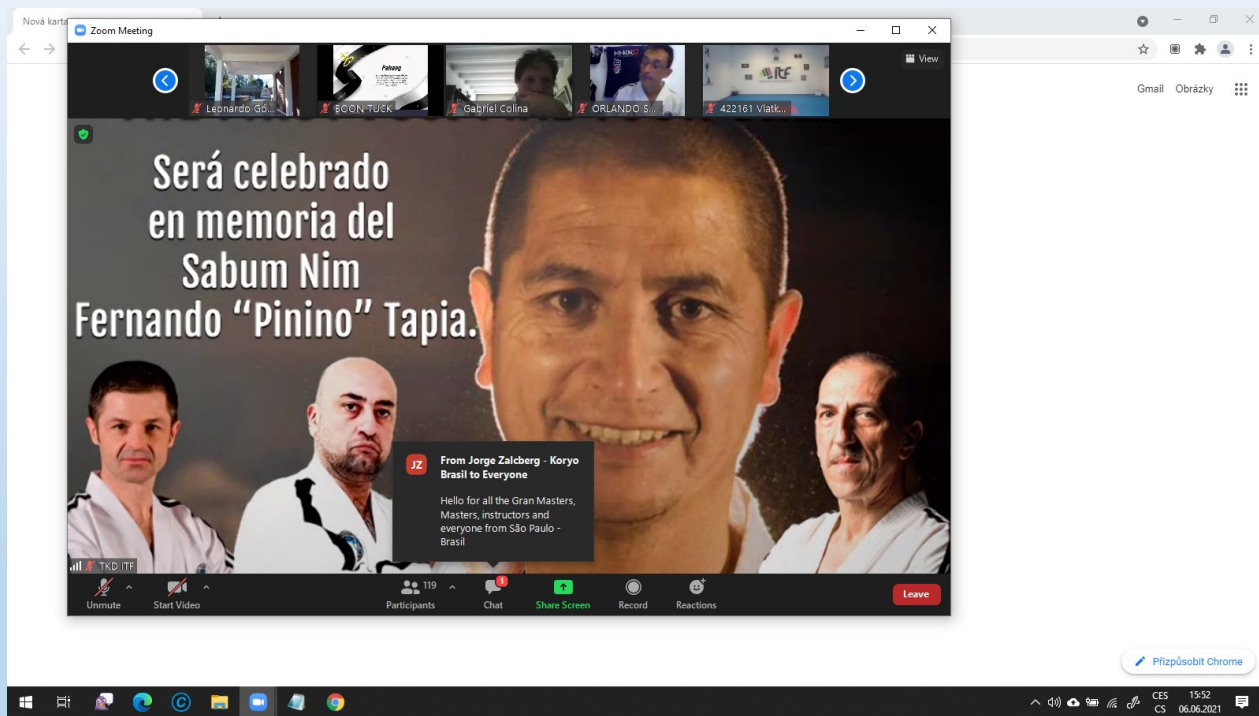 Nová karta
Zoom Meeting
View
Gmail
Obrázky
Leonardo Gó...
Pahang
BOON TUCK
Gabriel Colina
ORLANDO S...
ITF
422161 Vlatk...
Será celebrado
en memoria del
Sabum Nim
Fernando “Pinino” Tapia.
JZ
From Jorge Zalcberg - Koryo
Brasil to Everyone
Hello for all the Gran Masters,
Masters, instructors and
everyone from São Paulo -
Brasil
TKD ITF
Unmute
Start Video
119
Participants
1
Chat
Share Screen
Record
Reactions
Leave
Přizpůsobit Chrome
CES
CS
15:52
06.06.2021